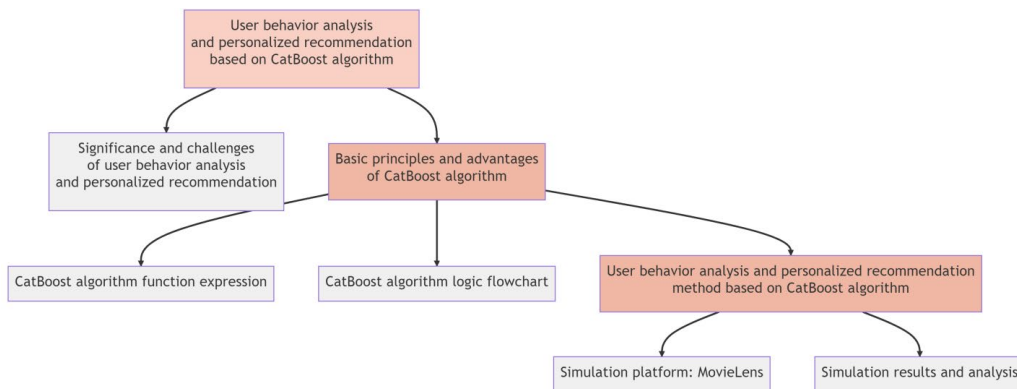 User behavior analysis
and personalized recommendation
based on CatBoost algorithm
Significance and challenges
of user behavior analysis
and personalized recommendation
Basic principles and advantages
of CatBoost algorithm
CatBoost algorithm function expression
CatBoost algorithm logic flowchart
User behavior analysis and personalized recommendation
method based on CatBoost algorithm
Simulation platform: MovieLens
Simulation results and analysis